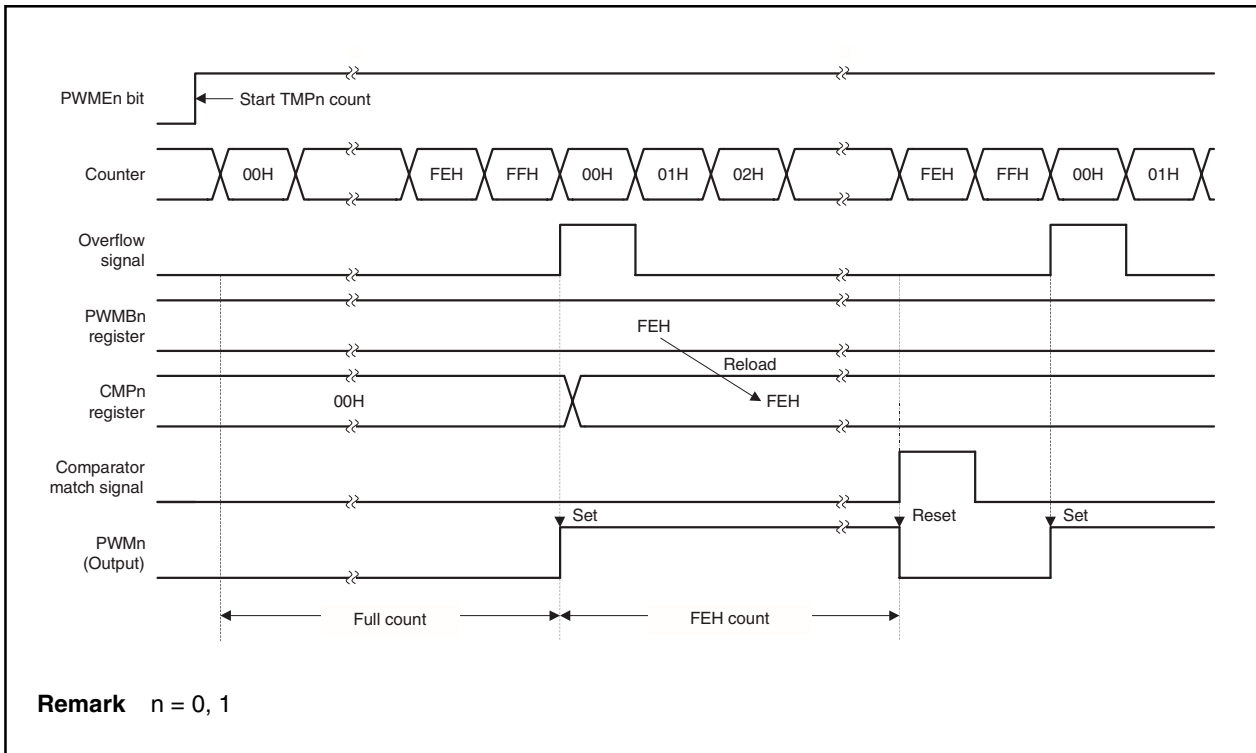 PWMEn bit
Start TMPn count
Counter
00H
FEH
FFH
00H
01H
02H
FEH
FFH
00H
01H
Overflow
signal
PWMBn
register
FEH
Reload
CMPn
register
00H
FEH
Comparator
match signal
Set
Reset
Set
PWMn
(Output)
Full count
FEH count
Remark n = 0, 1